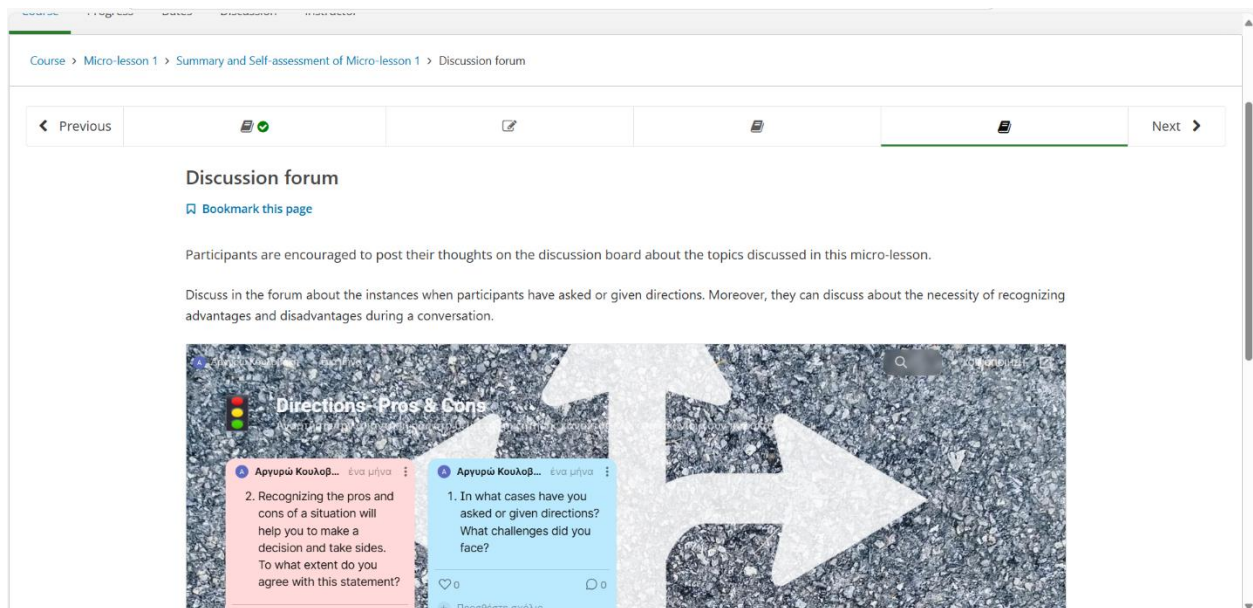 Course Progress Dates Discussion Instructor
Course > Micro-lesson 1 > Summary and Self-assessment of Micro-lesson 1 > Discussion forum
Previous
Next
Discussion forum
Bookmark this page
Participants are encouraged to post their thoughts on the discussion board about the topics discussed in this micro-lesson.
Discuss in the forum about the instances when participants have asked or given directions. Moreover, they can discuss about the necessity of recognizing
advantages and disadvantages during a conversation.
Directions- Pros & Cons
Αργυρώ Κουλοβ... ένα μήνα
2. Recognizing the pros and
cons of a situation will
help you to make a
decision and take sides.
To what extent do you
agree with this statement?
Αργυρώ Κουλοβ... ένα μήνα
1. In what cases have you
asked or given directions?
What challenges did you
face?
0 0
Προσθέστε σχόλιο